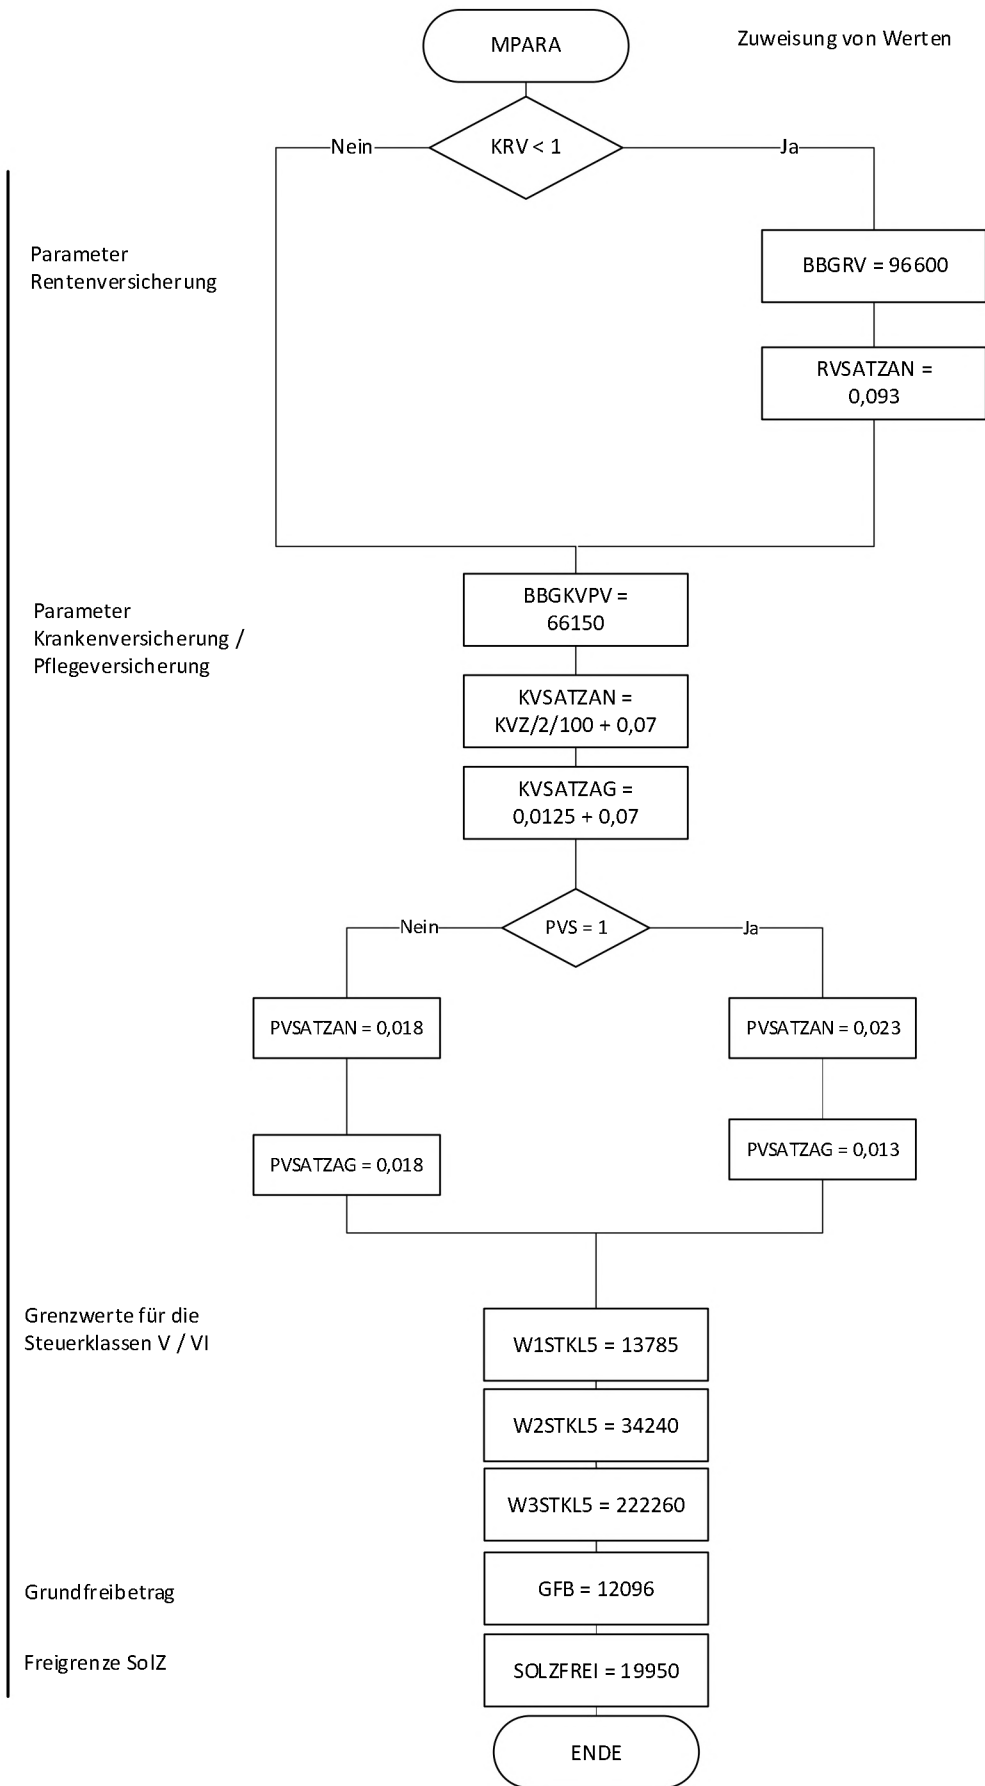 MPARA
Zuweisung von Werten
KRV < 1
Nein
Ja
Parameter
Rentenversicherung
BBGRV = 96600
RVSATZAN =
0,093
Parameter
Krankenversicherung /
Pflegeversicherung
BBGKVPV =
66150
KVSATZAN =
KVZ/2/100 + 0,07
KVSATZAG =
0,0125 + 0,07
PVS = 1
Nein
Ja
PVSATZAN = 0,018
PVSATZAN = 0,023
PVSATZAG = 0,018
PVSATZAG = 0,013
Grenzwerte für die
Steuerklassen V / VI
W1STKL5 = 13785
W2STKL5 = 34240
W3STKL5 = 222260
Grundfreibetrag
GFB = 12096
Freigrenze SolZ
SOLZFREI = 19950
ENDE